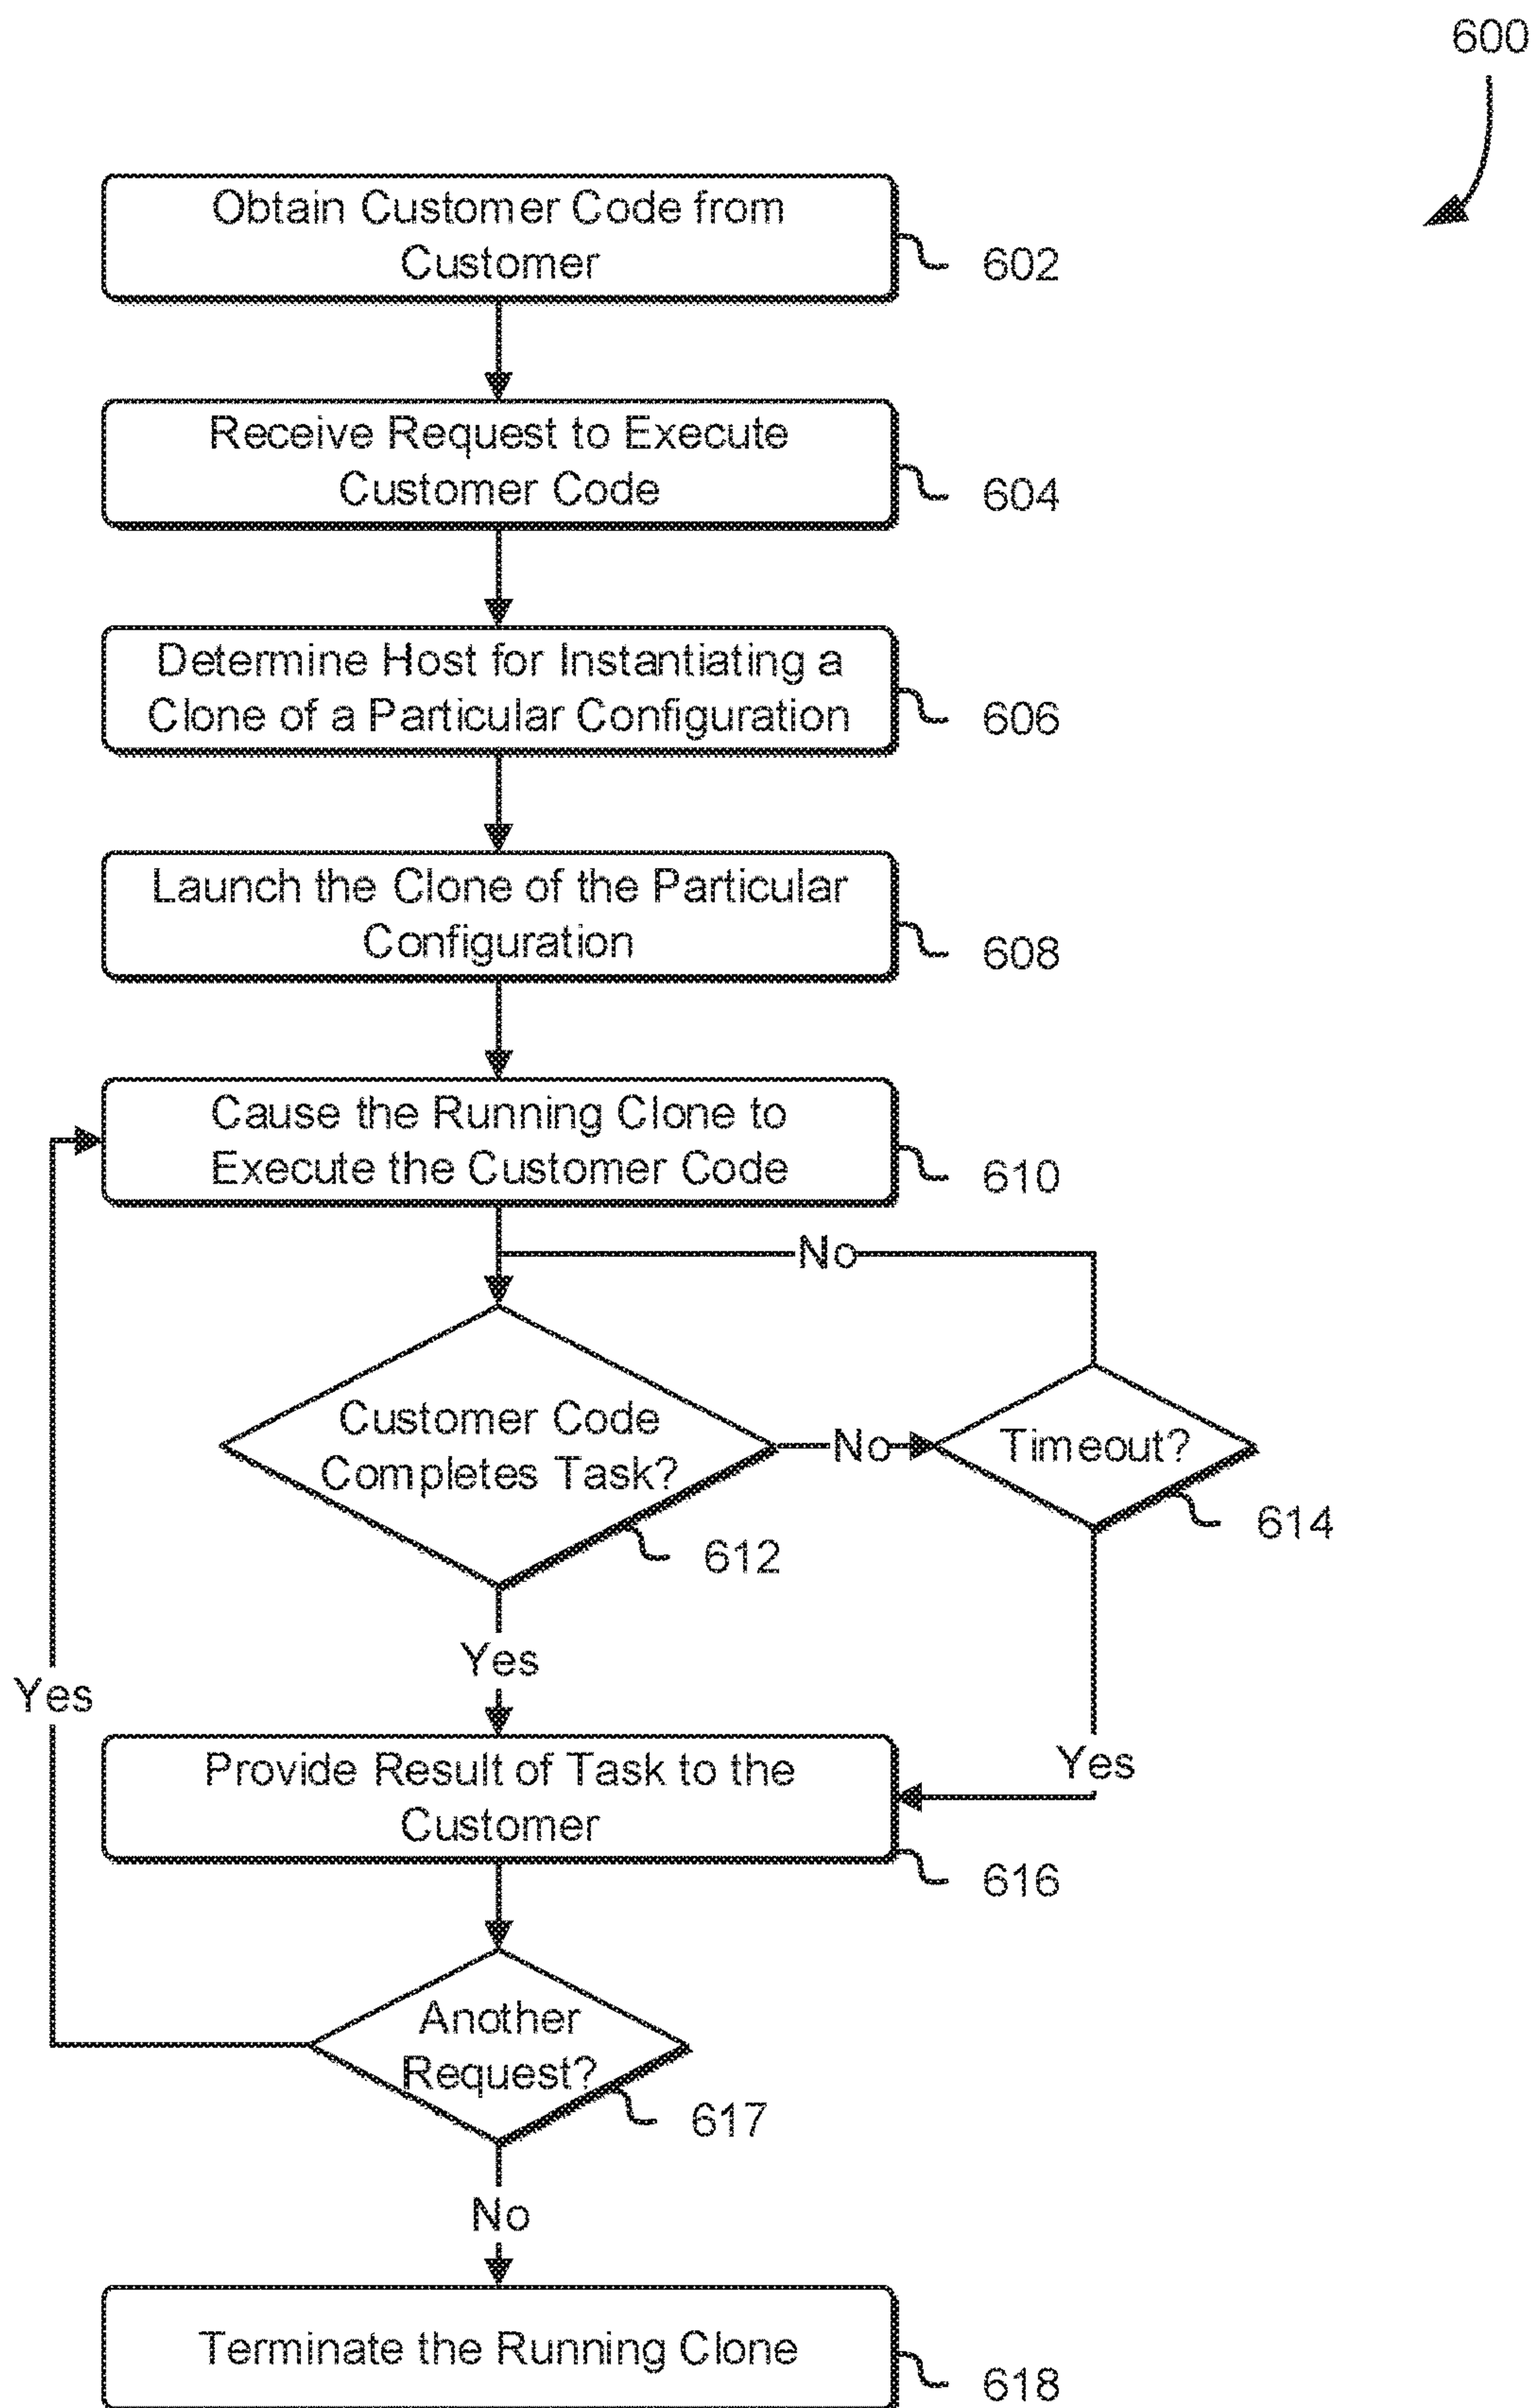 600
Obtain Customer Code from
Customer
602
Receive Request to Execute
Customer Code
604
Determine Host for Instantiating a
Clone of a Particular Configuration
606
Launch the Clone of the Particular
Configuration
608
Cause the Running Clone to
Execute the Customer Code
610
No
Customer Code
Completes Task?
612
No
Timeout?
614
Yes
Yes
Yes
Provide Result of Task to the
Customer
616
Another
Request?
617
No
Terminate the Running Clone
618